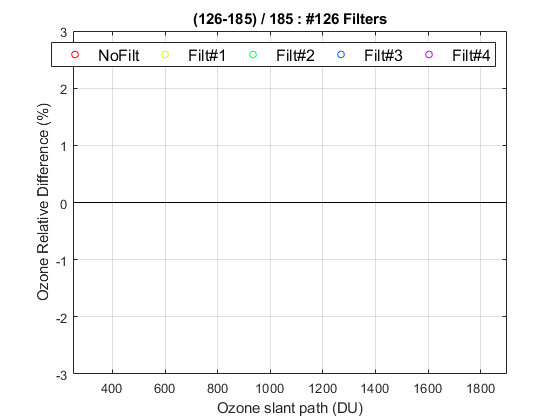 (126-185) / 185 : #126 Filters
NoFilt Filt#1 Filt#2 Filt#3 Filt#4
3
2
1
0
-1
-2
-3
Ozone Relative Difference (%)
400 600 800 1000 1200 1400 1600 1800
Ozone slant path (DU)